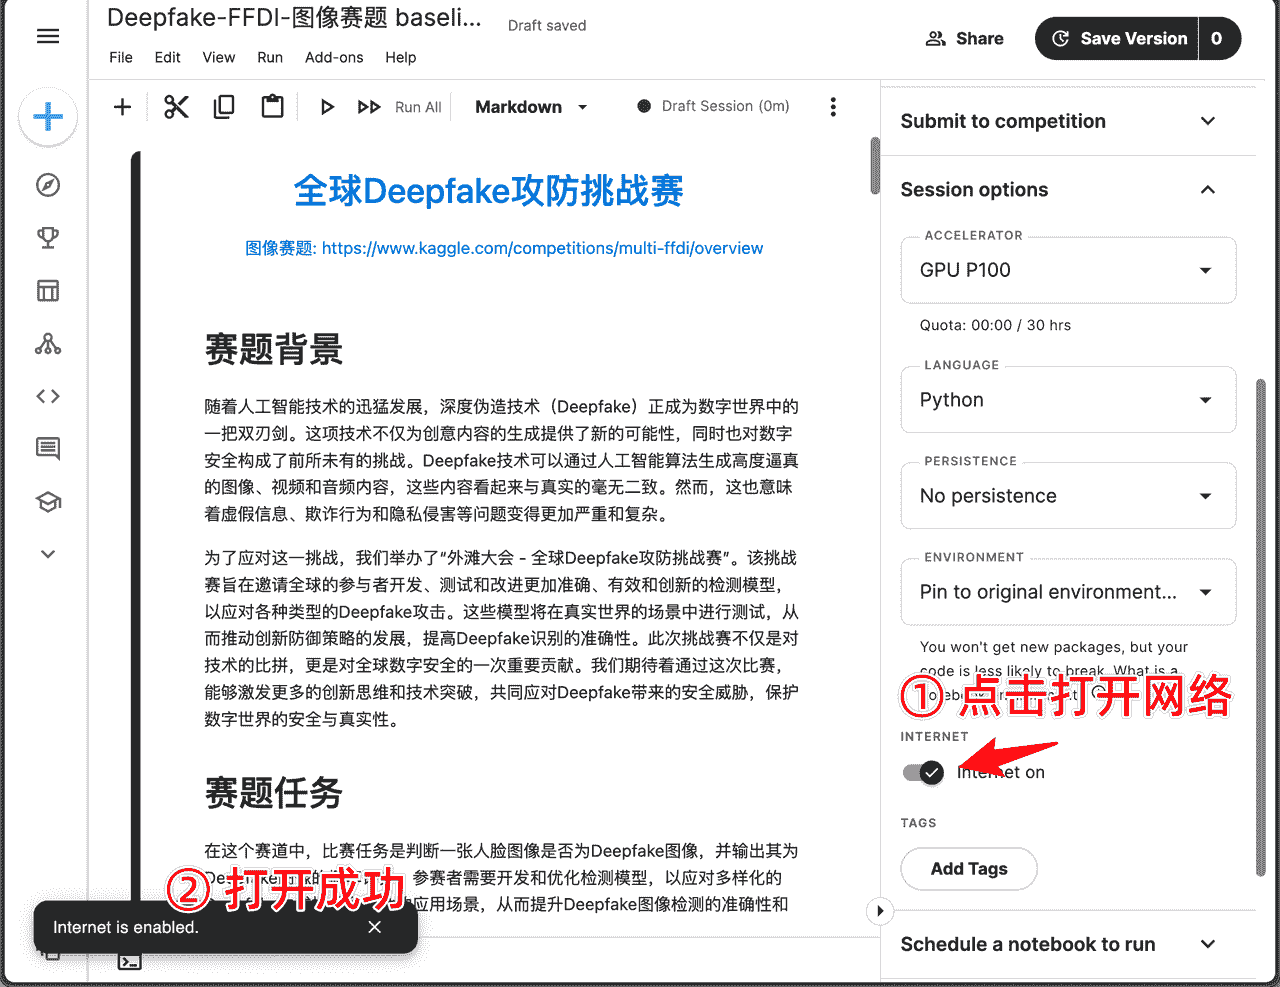 Deepfake-FFDI-图像赛题 baseli...
Draft saved
File Edit View Run Add-ons Help
Share
Save Version 0
Run All
Markdown
Draft Session (0m)
全球Deepfake攻防挑战赛
图像赛题: https://www.kaggle.com/competitions/multi-ffdi/overview
赛题背景
随着人工智能技术的迅猛发展，深度伪造技术（Deepfake）正成为数字世界中的
一把双刃剑。这项技术不仅为创意内容的生成提供了新的可能性，同时也对数字
安全构成了前所未有的挑战。Deepfake技术可以通过人工智能算法生成高度逼真
的图像、视频和音频内容，这些内容看起来与真实的毫无二致。然而，这也意味
着虚假信息、欺诈行为和隐私侵害等问题变得更加严重和复杂。
为了应对这一挑战，我们举办了“外滩大会 - 全球Deepfake攻防挑战赛”。该挑战
赛旨在邀请全球的参与者开发、测试和改进更加准确、有效和创新的检测模型，
以应对各种类型的Deepfake攻击。这些模型将在真实世界的场景中进行测试，从
而推动创新防御策略的发展，提高Deepfake识别的准确性。此次挑战赛不仅是对
技术的比拼，更是对全球数字安全的一次重要贡献。我们期待着通过这次比赛，
能够激发更多的创新思维和技术突破，共同应对Deepfake带来的安全威胁，保护
数字世界的安全与真实性。
赛题任务
在这个赛道中，比赛任务是判断一张人脸图像是否为Deepfake图像，并输出其为
参赛者需要开发和优化检测模型，以应对多样化的
应用场景，从而提升Deepfake图像检测的准确性和
② 打开成功
Internet is enabled.
Submit to competition
Session options
ACCELERATOR
GPU P100
Quota: 00:00 / 30 hrs
LANGUAGE
Python
PERSISTENCE
No persistence
ENVIRONMENT
Pin to original environment...
You won't get new packages, but your
code is less likely to break. What is a
① 点击打开网络
INTERNET
Internet on
TAGS
Add Tags
Schedule a notebook to run